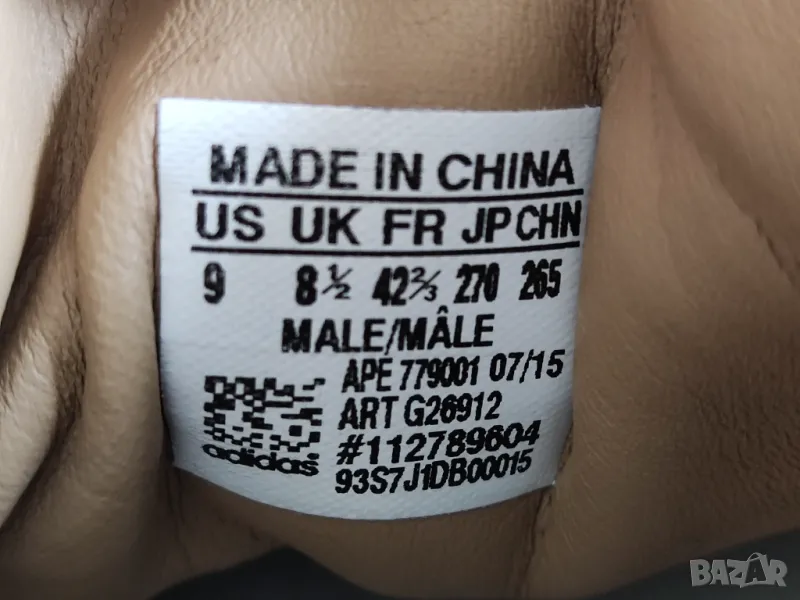 MADE IN CHINA
US UK FR JP CHN
9 8½ 42⅔ 270 265
MALE/MÂLE
APE 779001 07/15
ART G26912
#112789604
93S7J1DB00015
adidas
BAZAR